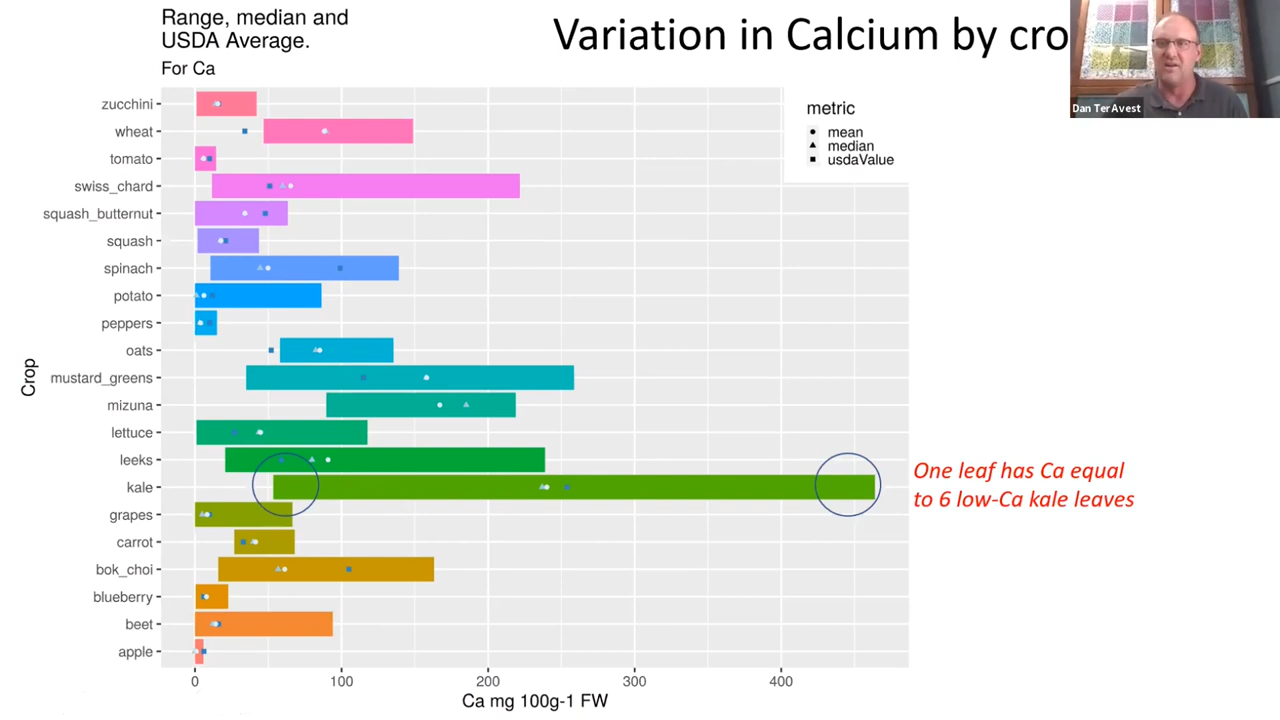 Range, median and
USDA Average.
For Ca
Variation in Calcium by cro
Dan Ter Avest
metric
mean
median
usdaValue
zucchini
wheat
tomato
swiss_chard
squash_butternut
squash
spinach
potato
peppers
oats
mustard_greens
mizuna
lettuce
leeks
kale
grapes
carrot
bok_choi
blueberry
beet
apple
Crop
One leaf has Ca equal
to 6 low-Ca kale leaves
0 100 200 300 400
Ca mg 100g-1 FW